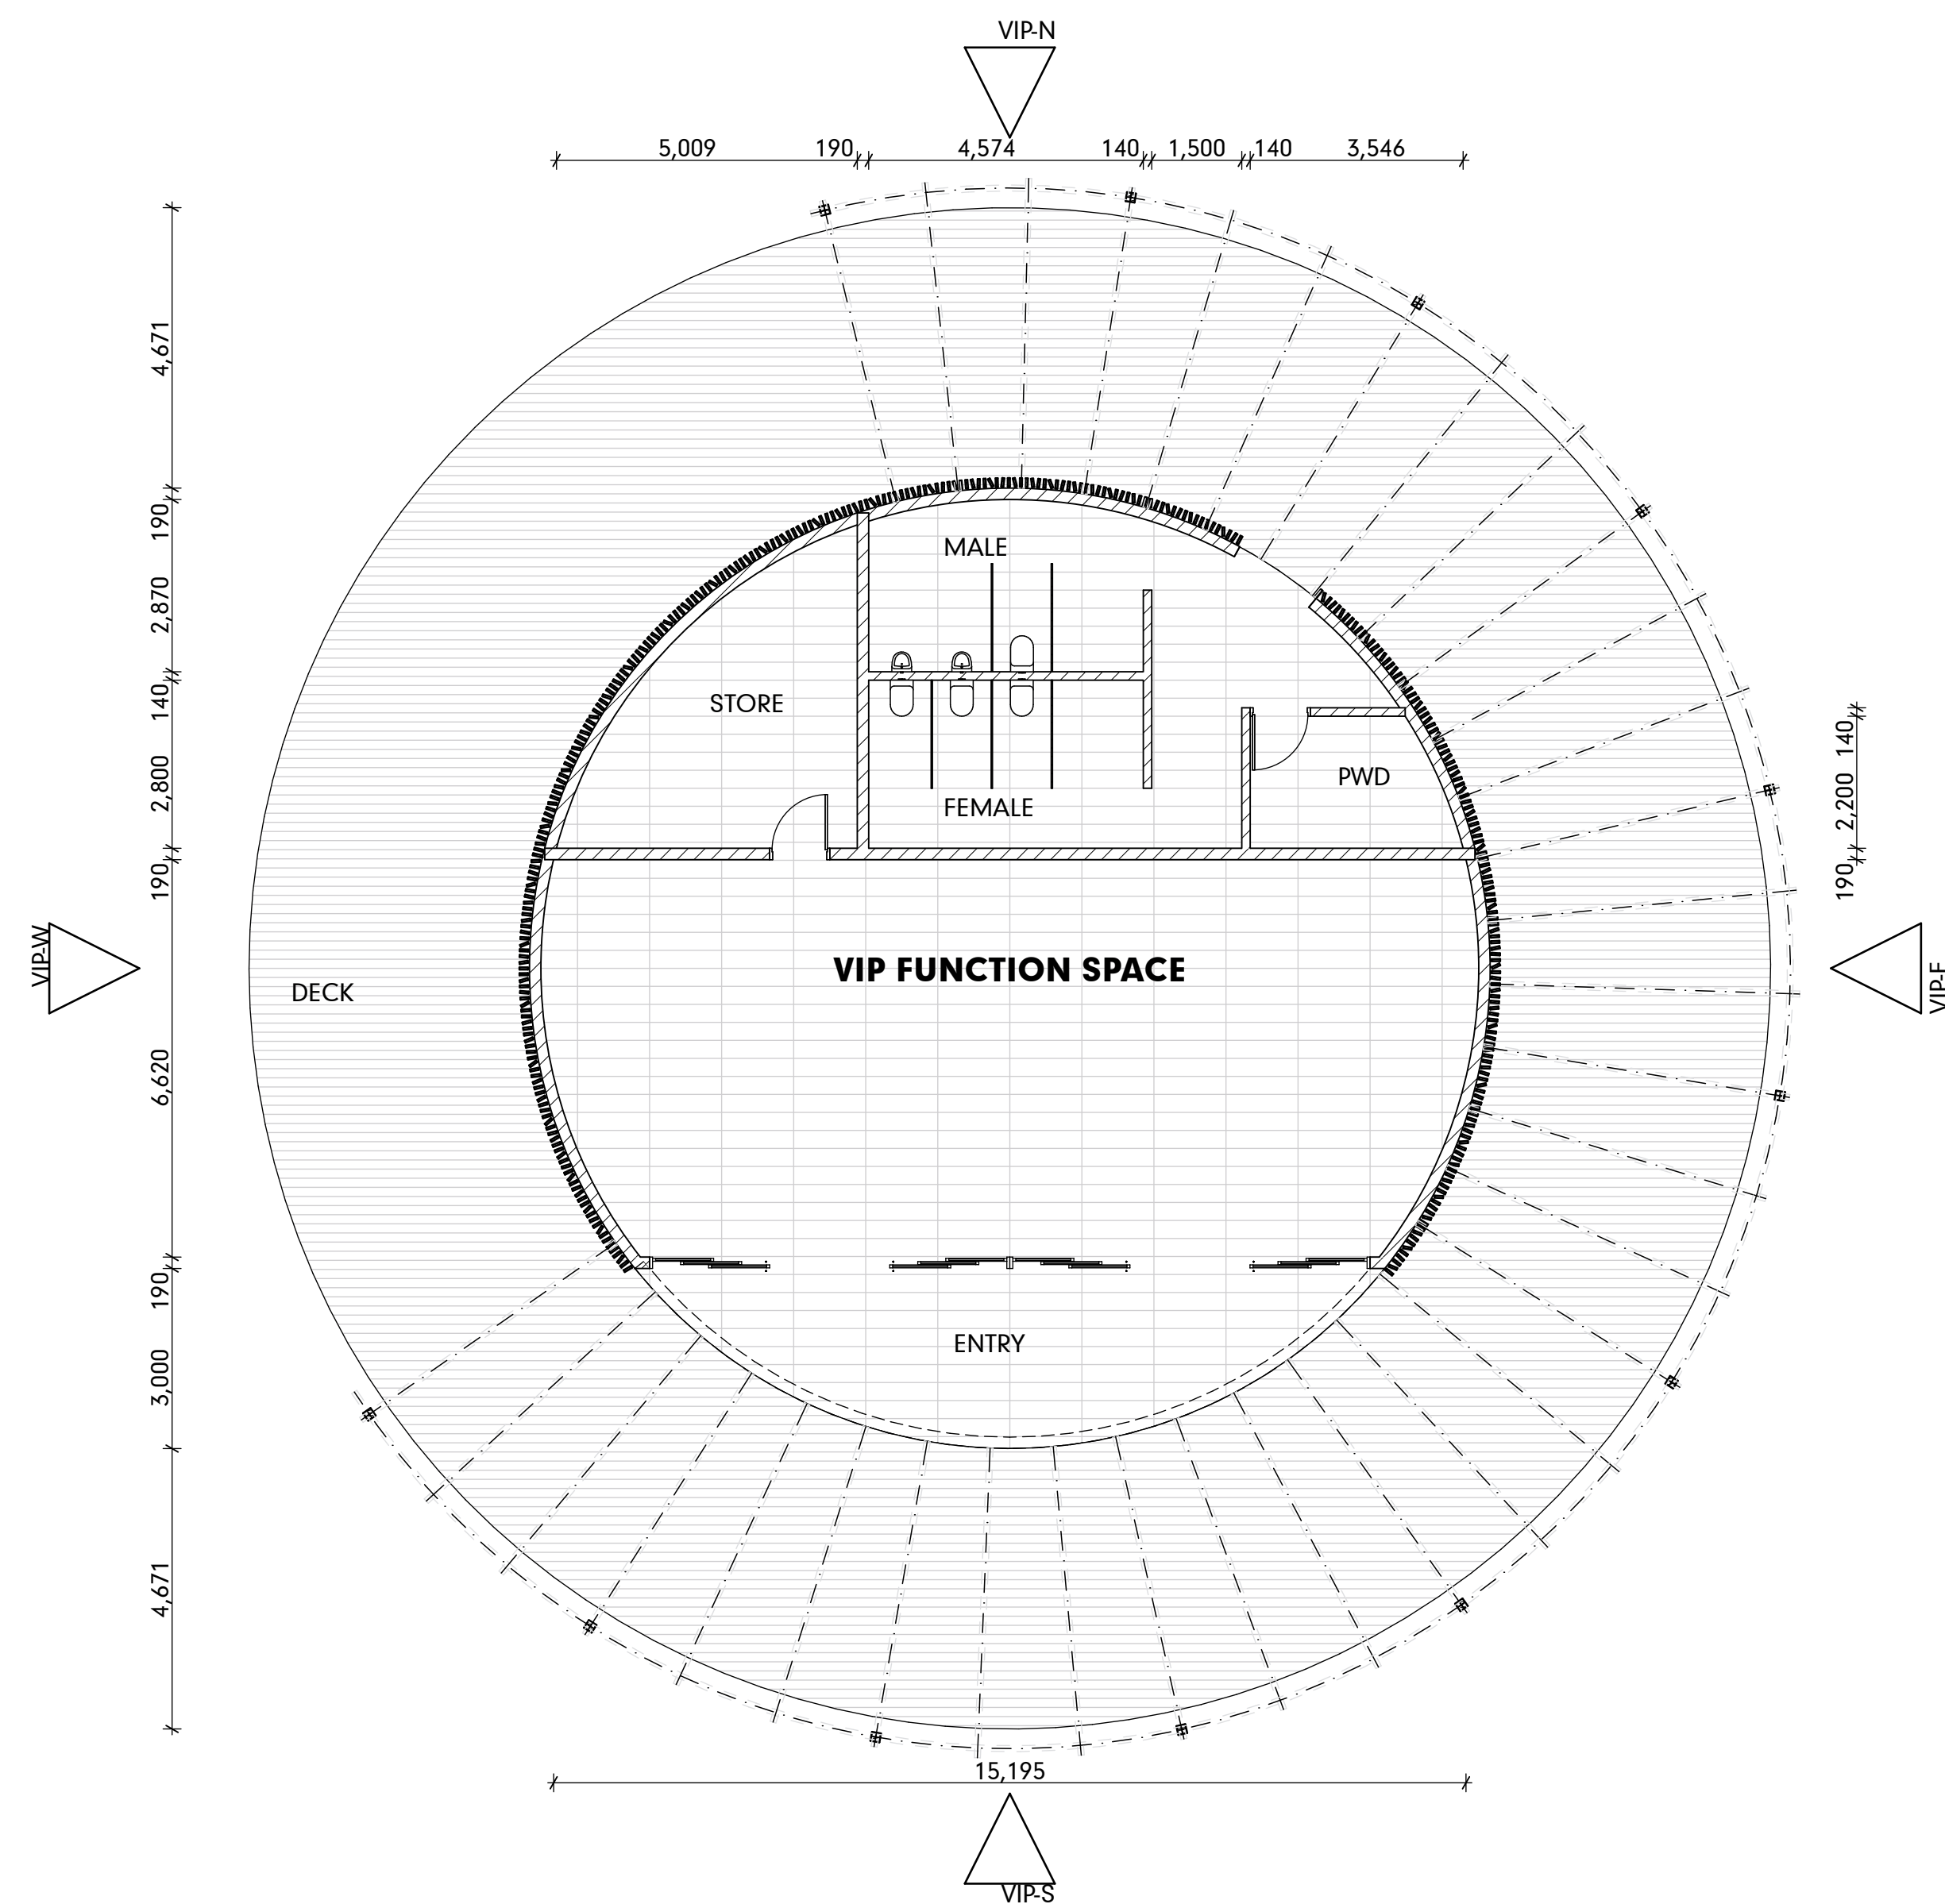 VIP-N
5,009 190 4,574 140 1,500 140 3,546
4,671
190
2,870
140
2,800
190
6,620
190
3,000
4,671
MALE
STORE
FEMALE
PWD
140
2,200
190
VIP-W
DECK
VIP FUNCTION SPACE
VIP-E
ENTRY
15,195
VIP-S